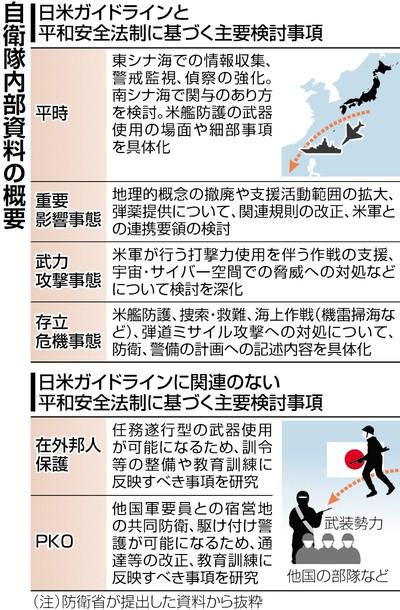 自衛隊内部資料の概要
日米ガイドラインと
平和安全法制に基づく主要検討事項
平時
東シナ海での情報収集、
警戒監視、偵察の強化。
南シナ海で関与のあり方
を検討。米艦防護の武器
使用の場面や細部事項
を具体化
重要
影響事態
地理的概念の撤廃や支援活動範囲の拡大、
弾薬提供について、関連規則の改正、米軍と
の連携要領の検討
武力
攻撃事態
米軍が行う打撃力使用を伴う作戦の支援、
宇宙・サイバー空間での脅威への対処など
について検討を深化
存立
危機事態
米艦防護、捜索・救難、海上作戦(機雷掃海な
ど)、弾道ミサイル攻撃への対処について、
防衛、警備の計画への記述内容を具体化
日米ガイドラインに関連のない
平和安全法制に基づく主要検討事項
在外邦人
保護
任務遂行型の武器使用
が可能になるため、訓令
等の整備や教育訓練に
反映すべき事項を研究
PKO
他国軍要員との宿営地
の共同防衛、駆け付け警
護が可能になるため、通
達等の改正、教育訓練に
反映すべき事項を研究
武装勢力
他国の部隊など
(注)防衛省が提出した資料から抜粋